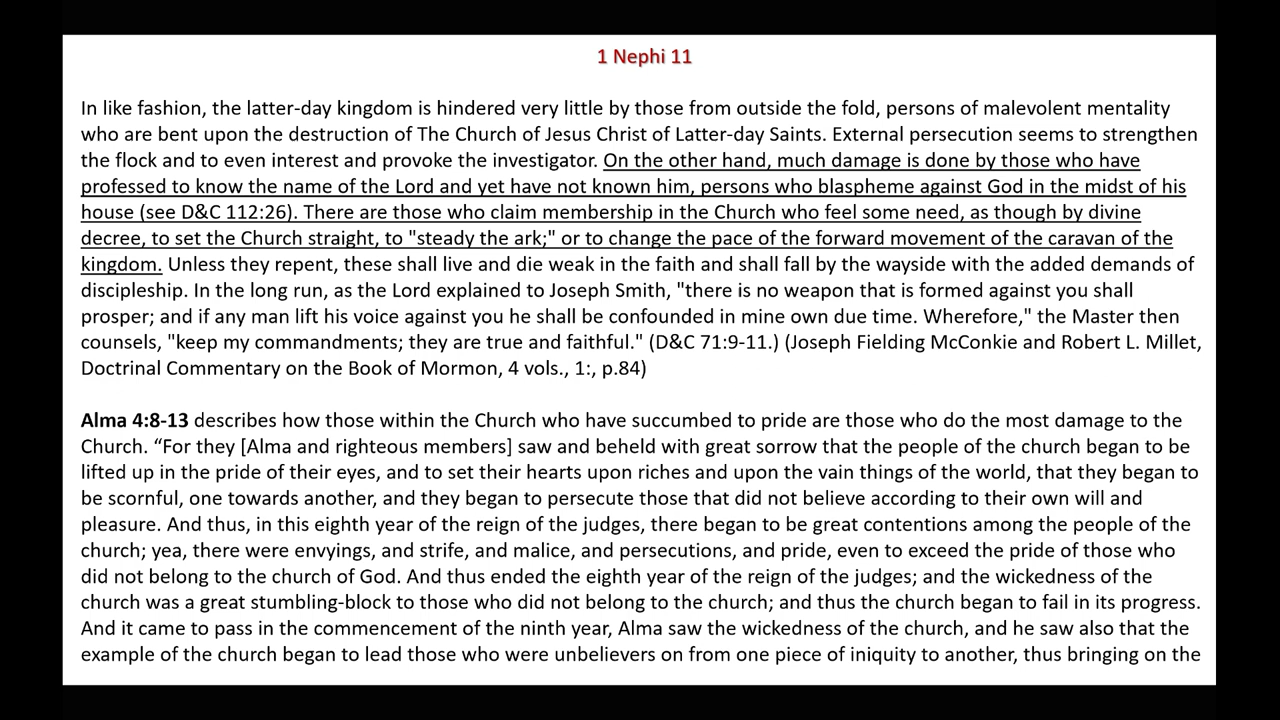 1 Nephi 11
In like fashion, the latter-day kingdom is hindered very little by those from outside the fold, persons of malevolent mentality
who are bent upon the destruction of The Church of Jesus Christ of Latter-day Saints. External persecution seems to strengthen
the flock and to even interest and provoke the investigator. On the other hand, much damage is done by those who have
professed to know the name of the Lord and yet have not known him, persons who blaspheme against God in the midst of his
house (see D&C 112:26). There are those who claim membership in the Church who feel some need, as though by divine
decree, to set the Church straight, to "steady the ark;" or to change the pace of the forward movement of the caravan of the
kingdom. Unless they repent, these shall live and die weak in the faith and shall fall by the wayside with the added demands of
discipleship. In the long run, as the Lord explained to Joseph Smith, "there is no weapon that is formed against you shall
prosper; and if any man lift his voice against you he shall be confounded in mine own due time. Wherefore," the Master then
counsels, "keep my commandments; they are true and faithful." (D&C 71:9-11.) (Joseph Fielding McConkie and Robert L. Millet,
Doctrinal Commentary on the Book of Mormon, 4 vols., 1:, p.84)
Alma 4:8-13 describes how those within the Church who have succumbed to pride are those who do the most damage to the
Church. “For they [Alma and righteous members] saw and beheld with great sorrow that the people of the church began to be
lifted up in the pride of their eyes, and to set their hearts upon riches and upon the vain things of the world, that they began to
be scornful, one towards another, and they began to persecute those that did not believe according to their own will and
pleasure. And thus, in this eighth year of the reign of the judges, there began to be great contentions among the people of the
church; yea, there were envyings, and strife, and malice, and persecutions, and pride, even to exceed the pride of those who
did not belong to the church of God. And thus ended the eighth year of the reign of the judges; and the wickedness of the
church was a great stumbling-block to those who did not belong to the church; and thus the church began to fail in its progress.
And it came to pass in the commencement of the ninth year, Alma saw the wickedness of the church, and he saw also that the
example of the church began to lead those who were unbelievers on from one piece of iniquity to another, thus bringing on the